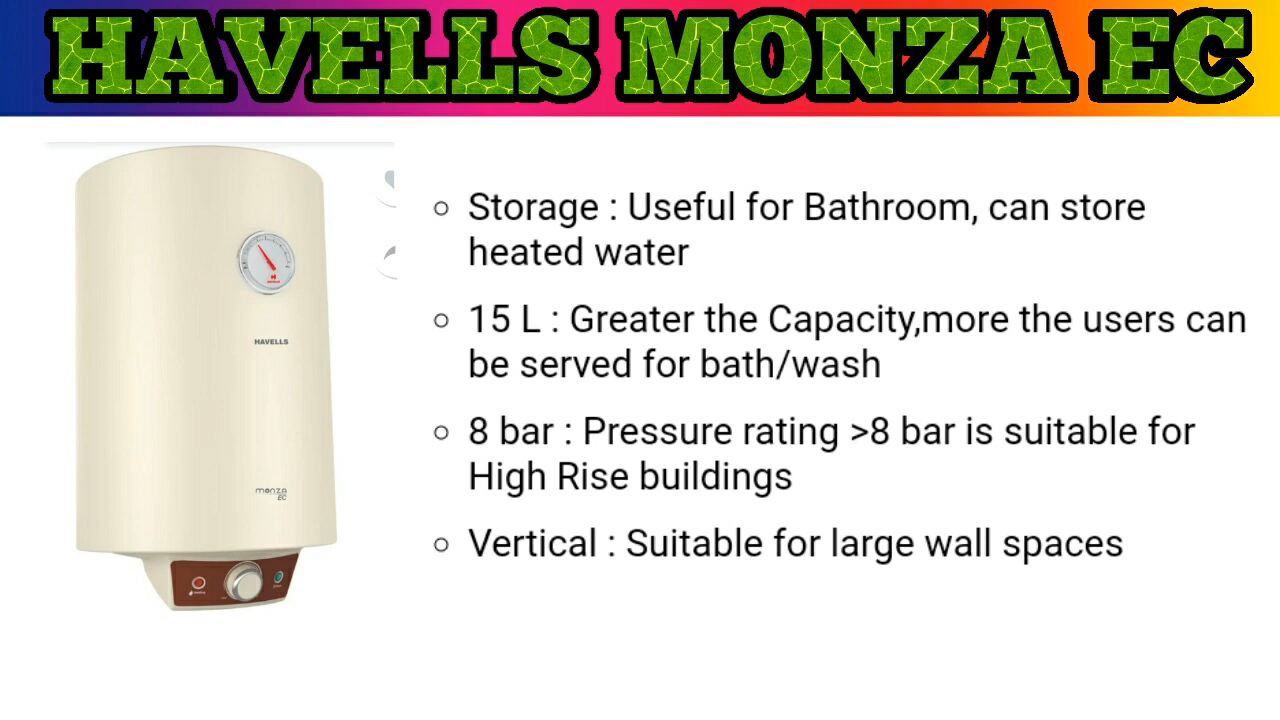 HAVELLS MONZA EC
Storage : Useful for Bathroom, can store
heated water
15 L : Greater the Capacity,more the users can
be served for bath/wash
8 bar : Pressure rating >8 bar is suitable for
High Rise buildings
Vertical : Suitable for large wall spaces
HAVELLS
monza
EC